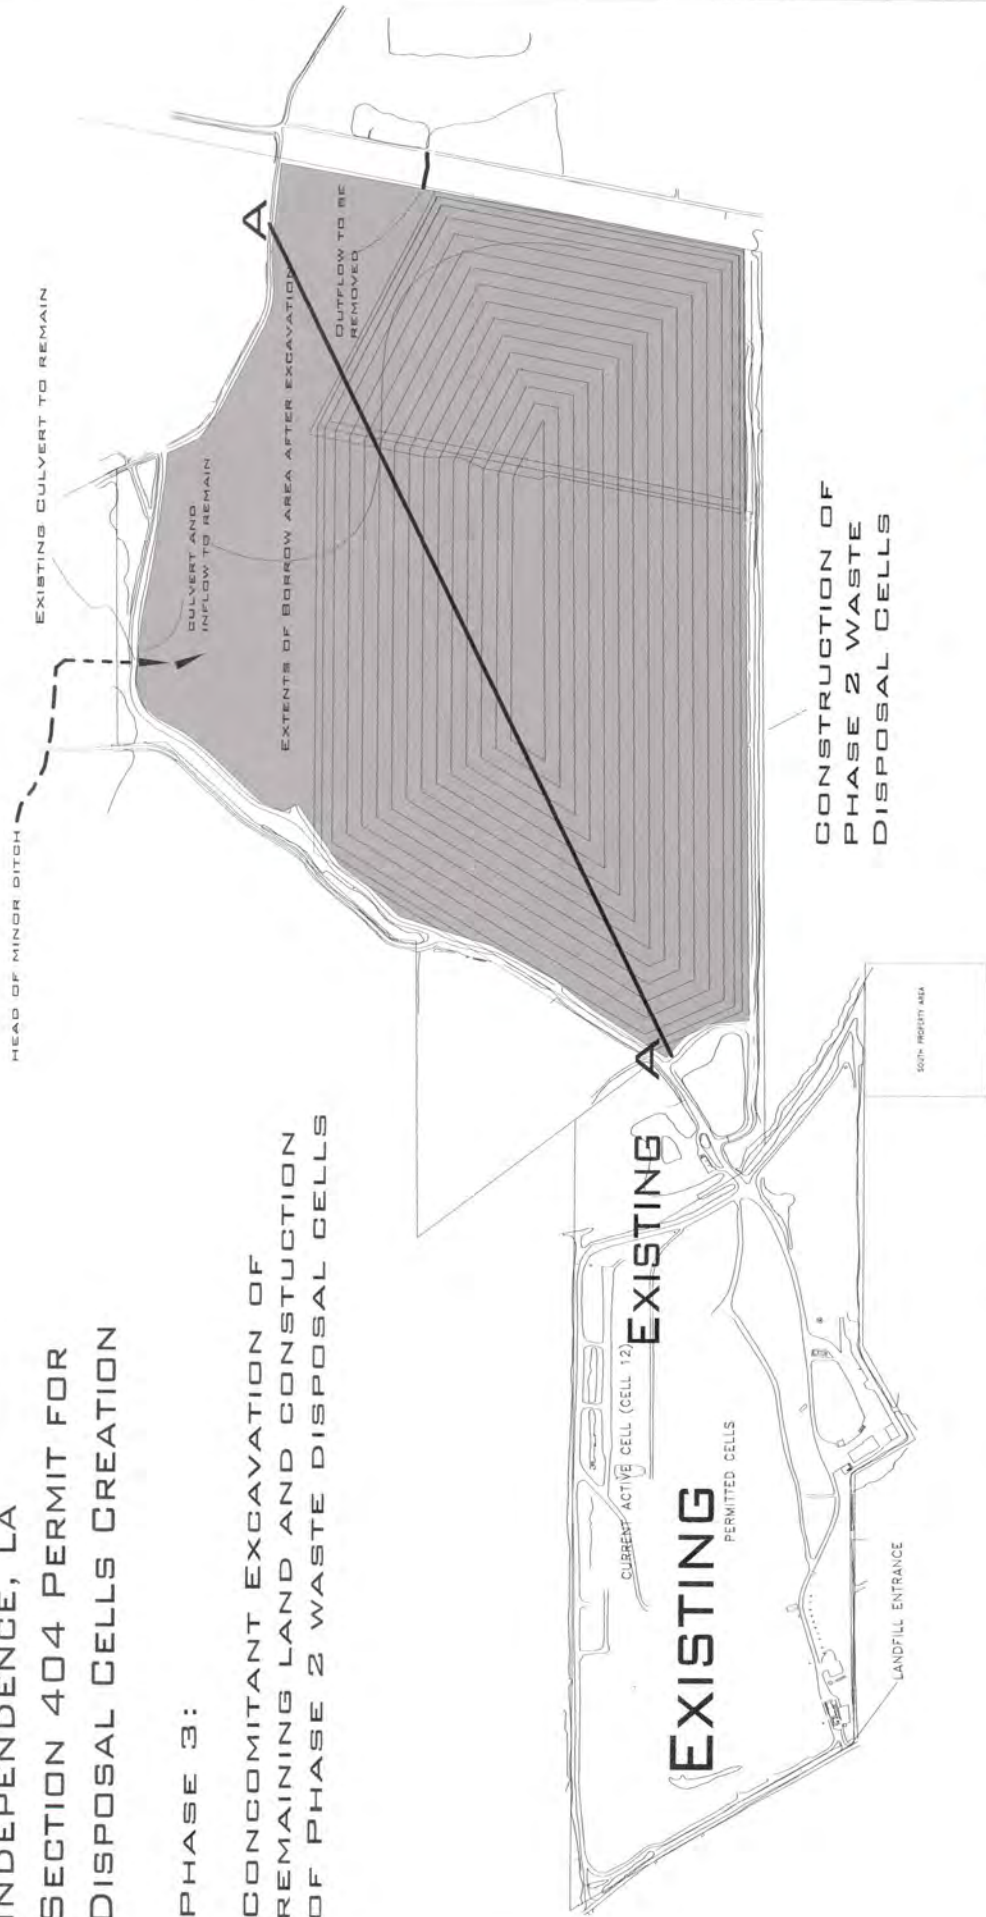 INDEPENDENCE, LA
SECTION 404 PERMIT FOR
DISPOSAL CELLS CREATION
PHASE 3:
CONCOMITANT EXCAVATION OF
REMAINING LAND AND CONSTUCTION
OF PHASE 2 WASTE DISPOSAL CELLS
HEAD OF MINOR DITCH
EXISTING CULVERT TO REMAIN
CULVERT AND
INFLOW TO REMAIN
EXTENTS OF BORROW AREA AFTER EXCAVATION
OUTFLOW TO BE
REMOVED
A
A
EXISTING
CURRENT ACTIVE CELL (CELL 12)
EXISTING
PERMITTED CELLS
LANDFILL ENTRANCE
CONSTRUCTION OF
PHASE 2 WASTE
DISPOSAL CELLS
SOUTH PROPERTY AREA